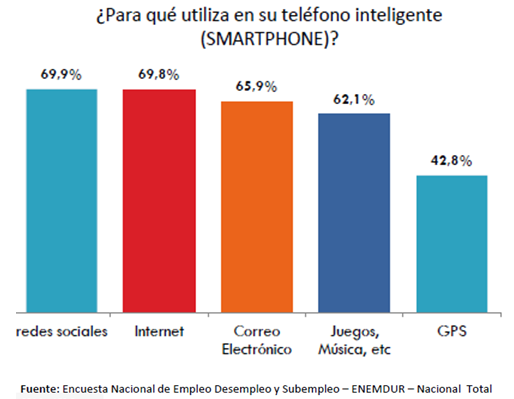 ¿Para qué utiliza en su teléfono inteligente
(SMARTPHONE)?
69,9% 69,8% 65,9% 62,1% 42,8%
redes sociales Internet Correo Juegos, GPS
Electrónico Música, etc
Fuente: Encuesta Nacional de Empleo Desempleo y Subempleo – ENEMDUR – Nacional Total